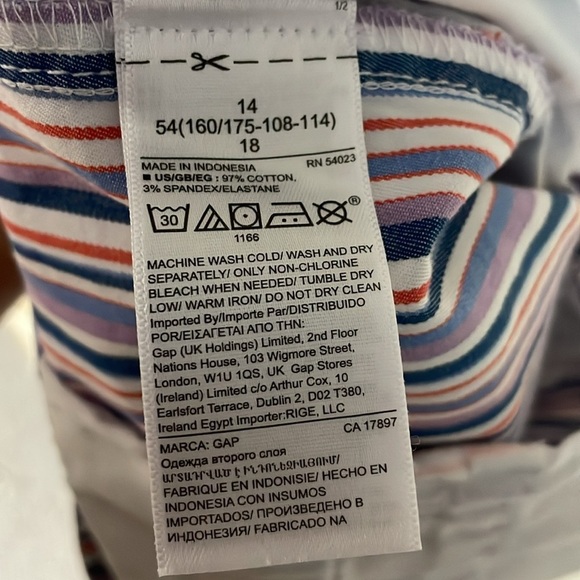 1/2
14
54(160/175-108-114)
18
MADE IN INDONESIA RN 54023
■ US/GB/EG : 97% COTTON,
3% SPANDEX/ELASTANE
30
®
1166
MACHINE WASH COLD/ WASH AND DRY
SEPARATELY/ ONLY NON-CHLORINE
BLEACH WHEN NEEDED/ TUMBLE DRY
LOW/ WARM IRON/ DO NOT DRY CLEAN
Imported By/Importe Par/DISTRIBUIDO
POR/ΕΙΣΑΓΕΤΑΙ ΑΠΟ ΤΗΝ:
Gap (UK Holdings) Limited, 2nd Floor
Nations House, 103 Wigmore Street,
London, W1U 1QS, UK Gap Stores
(Ireland) Limited c/o Arthur Cox, 10
Earlsfort Terrace, Dublin 2, D02 T380,
Ireland Egypt Importer:RIGE, LLC
MARCA: GAP CA 17897
Одежда второго слоя
ԱՐՏԱԴՎԱԾ Է ԻՆԴՈՆԵԶԻԱՅՈՒՄ/
FABRIQUE EN INDONISIE/ HECHO EN
INDONESIA CON INSUMOS
IMPORTADOS/ ПРОИЗВЕДЕНО В
ИНДОНЕЗИИ/ FABRICADO NA